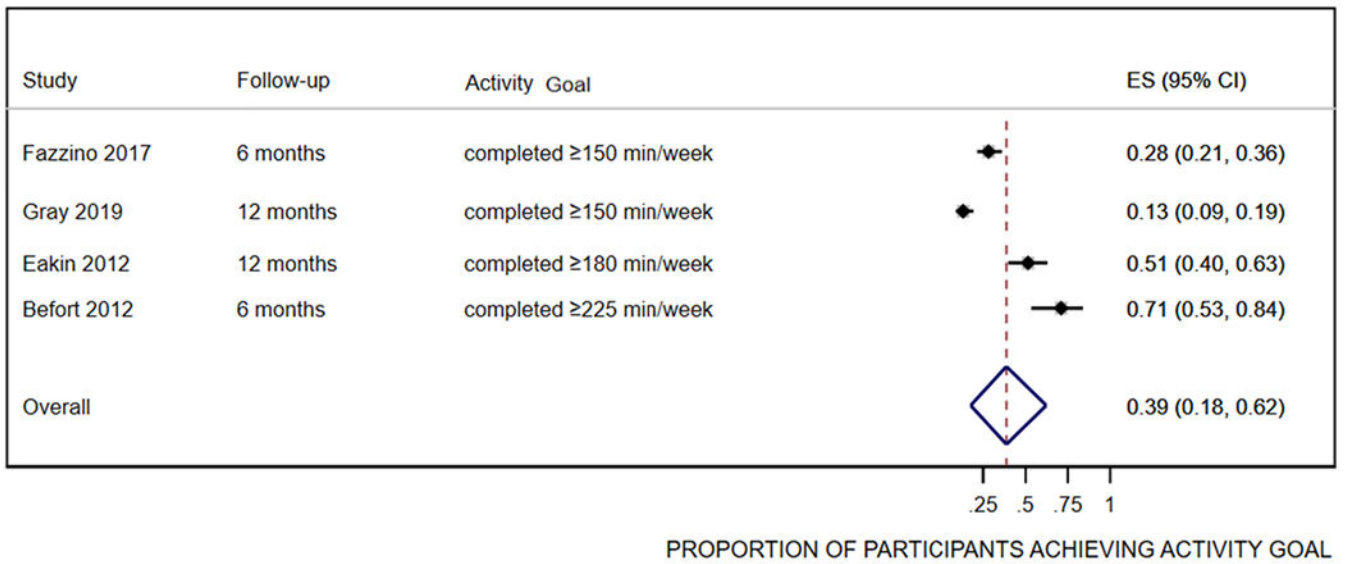 Study Follow-up Activity Goal ES (95% CI)
Fazzino 2017 6 months completed ≥150 min/week 0.28 (0.21, 0.36)
Gray 2019 12 months completed ≥150 min/week 0.13 (0.09, 0.19)
Eakin 2012 12 months completed ≥180 min/week 0.51 (0.40, 0.63)
Befort 2012 6 months completed ≥225 min/week 0.71 (0.53, 0.84)
Overall 0.39 (0.18, 0.62)
.25 .5 .75 1
PROPORTION OF PARTICIPANTS ACHIEVING ACTIVITY GOAL